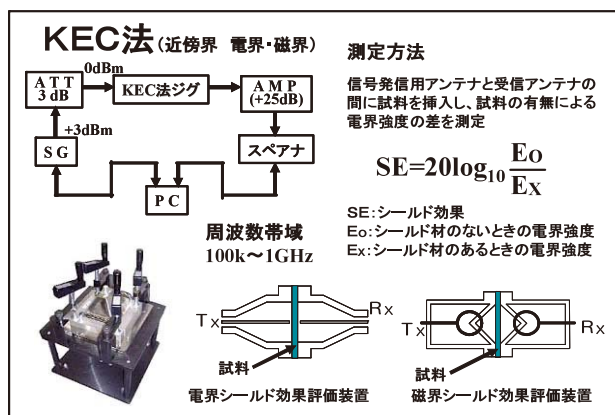 KEC法(近傍界 電界・磁界)
0dBm
ATT
3 dB
KEC法ジグ
AMP
(+25dB)
+3dBm
SG
スペアナ
PC
測定方法
信号発信用アンテナと受信アンテナの
間に試料を挿入し、試料の有無による
電界強度の差を測定
SE=20log10 Eo/Ex
SE:シールド効果
Eo:シールド材のないときの電界強度
Ex:シールド材のあるときの電界強度
周波数帯域
100k~1GHz
Tx
Rx
試料
電界シールド効果評価装置
Tx
Rx
試料
磁界シールド効果評価装置